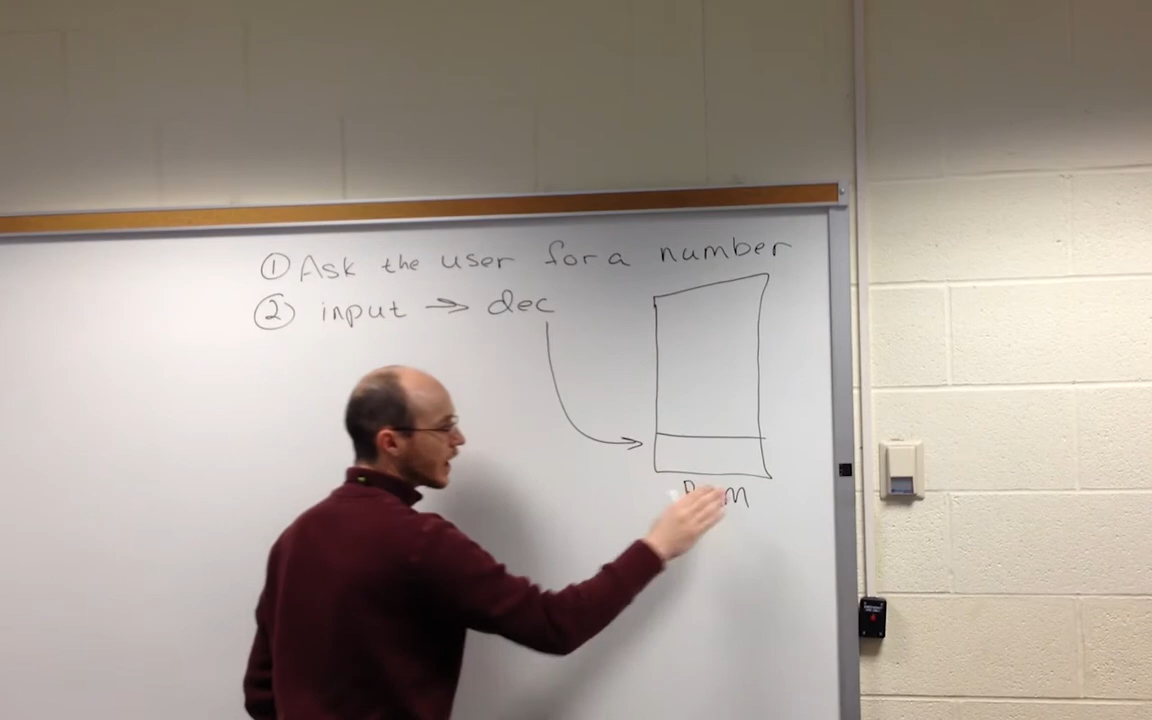 ① Ask the user for a number
② input → dec